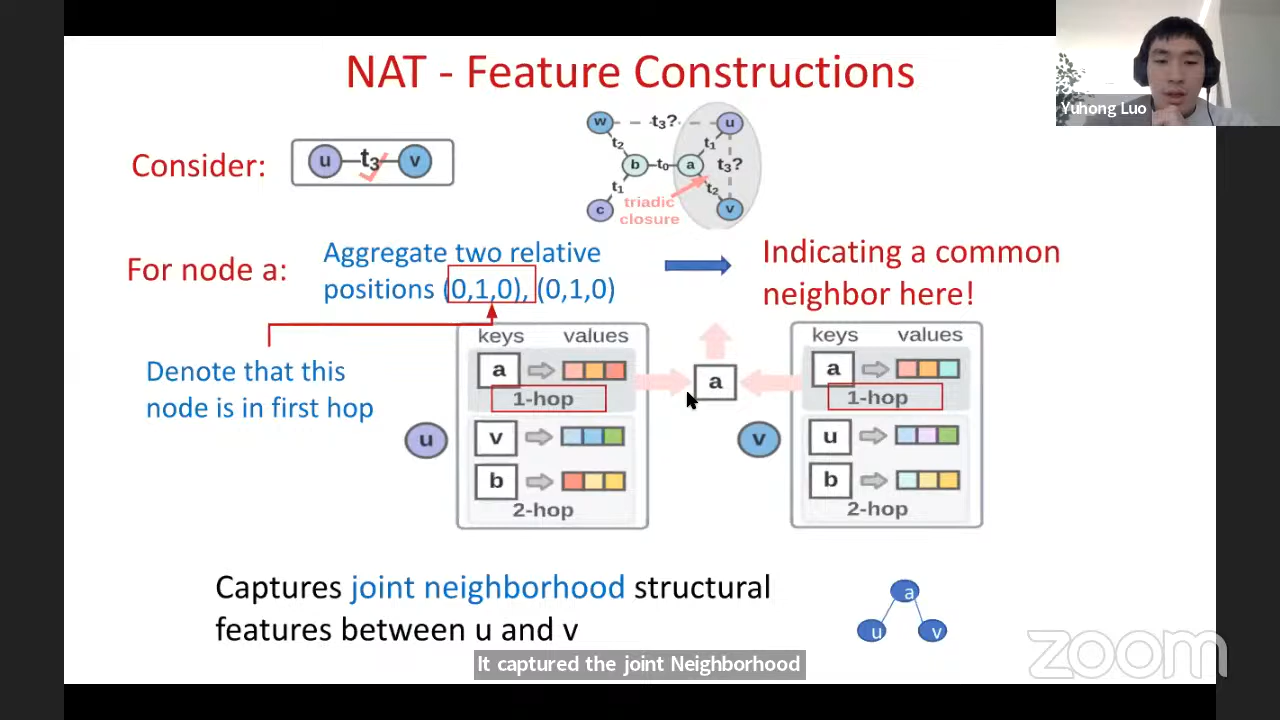 NAT - Feature Constructions
Yuhong Luo
Consider:
u t3 v
w t3? u
t2 t1
b t0 a t3?
t1 t2
triadic
closure
c v
For node a:
Aggregate two relative
positions (0,1,0), (0,1,0)
Indicating a common
neighbor here!
Denote that this
node is in first hop
keys values
a
1-hop
u
v
b
2-hop
a
keys values
a
1-hop
v
u
b
2-hop
Captures joint neighborhood structural
features between u and v
a
u v
It captured the joint Neighborhood
zoom